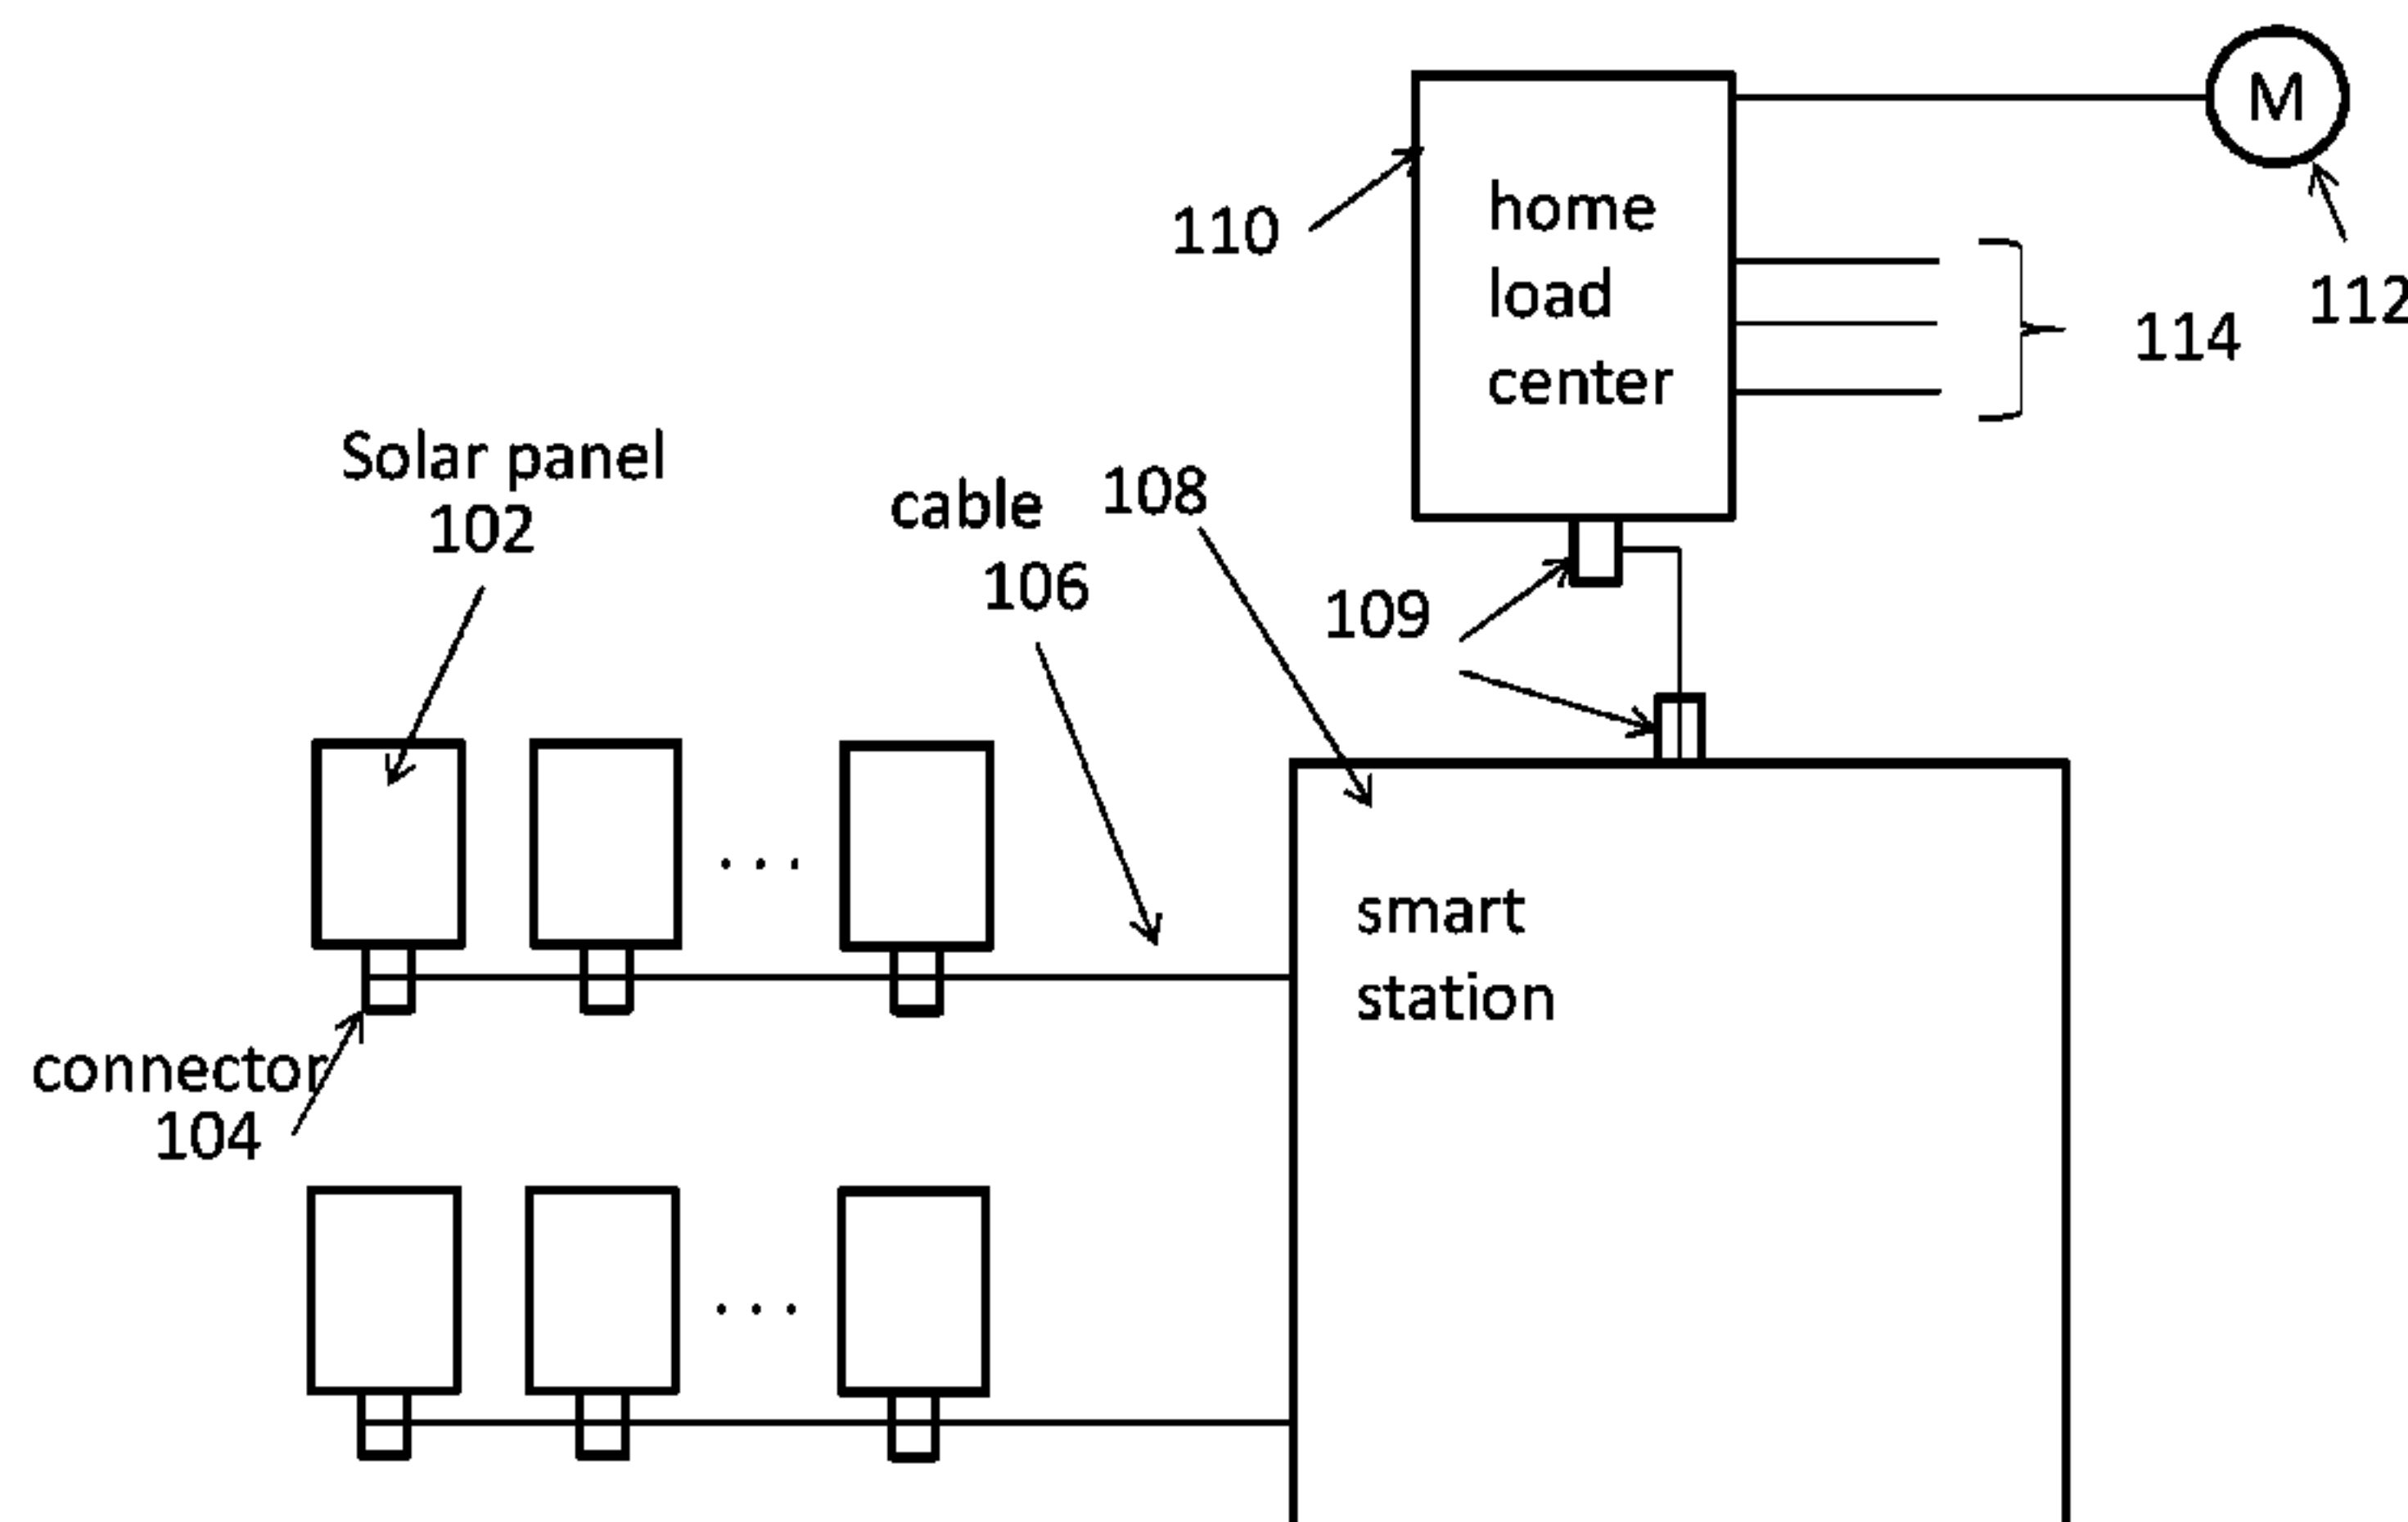 M
110
home
load
center
112
114
Solar panel
102
cable
106
108
109
smart
station
connector
104